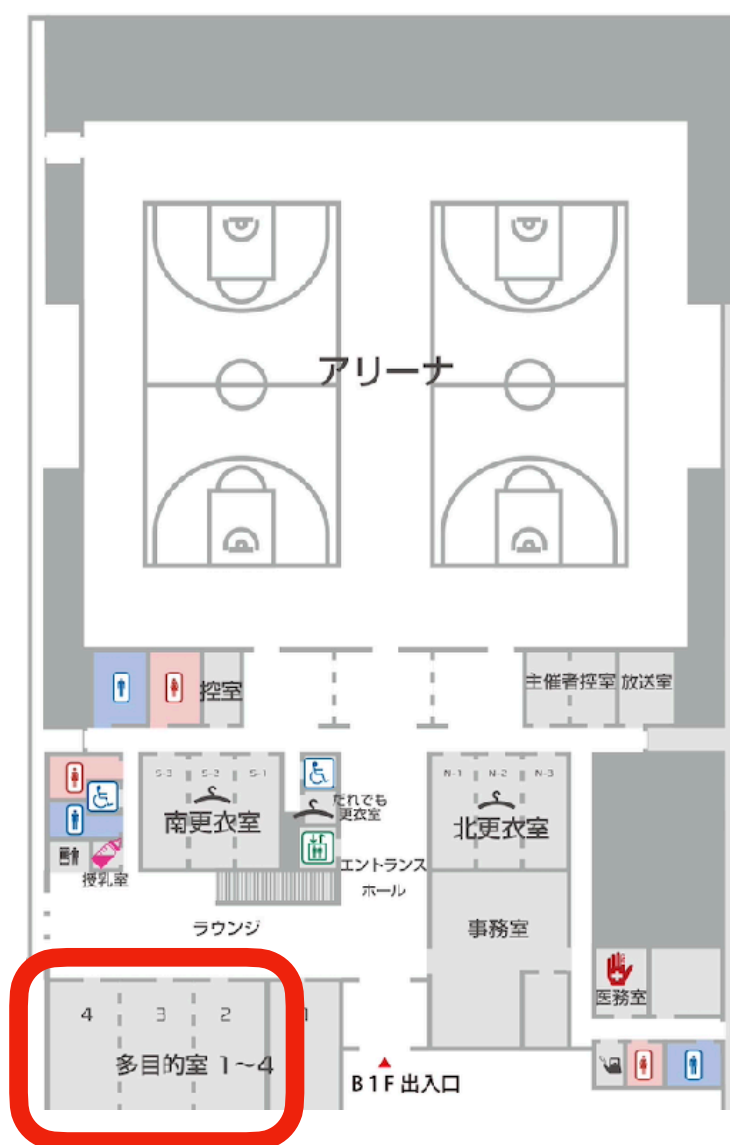 アリーナ
控室
主催者控室
放送室
S-3
S-2
S-1
N-1
N-2
N-3
だれでも
更衣室
南更衣室
北更衣室
エントランス
ホール
授乳室
ラウンジ
事務室
医務室
4
3
2
1
多目的室 1〜4
B1F 出入口